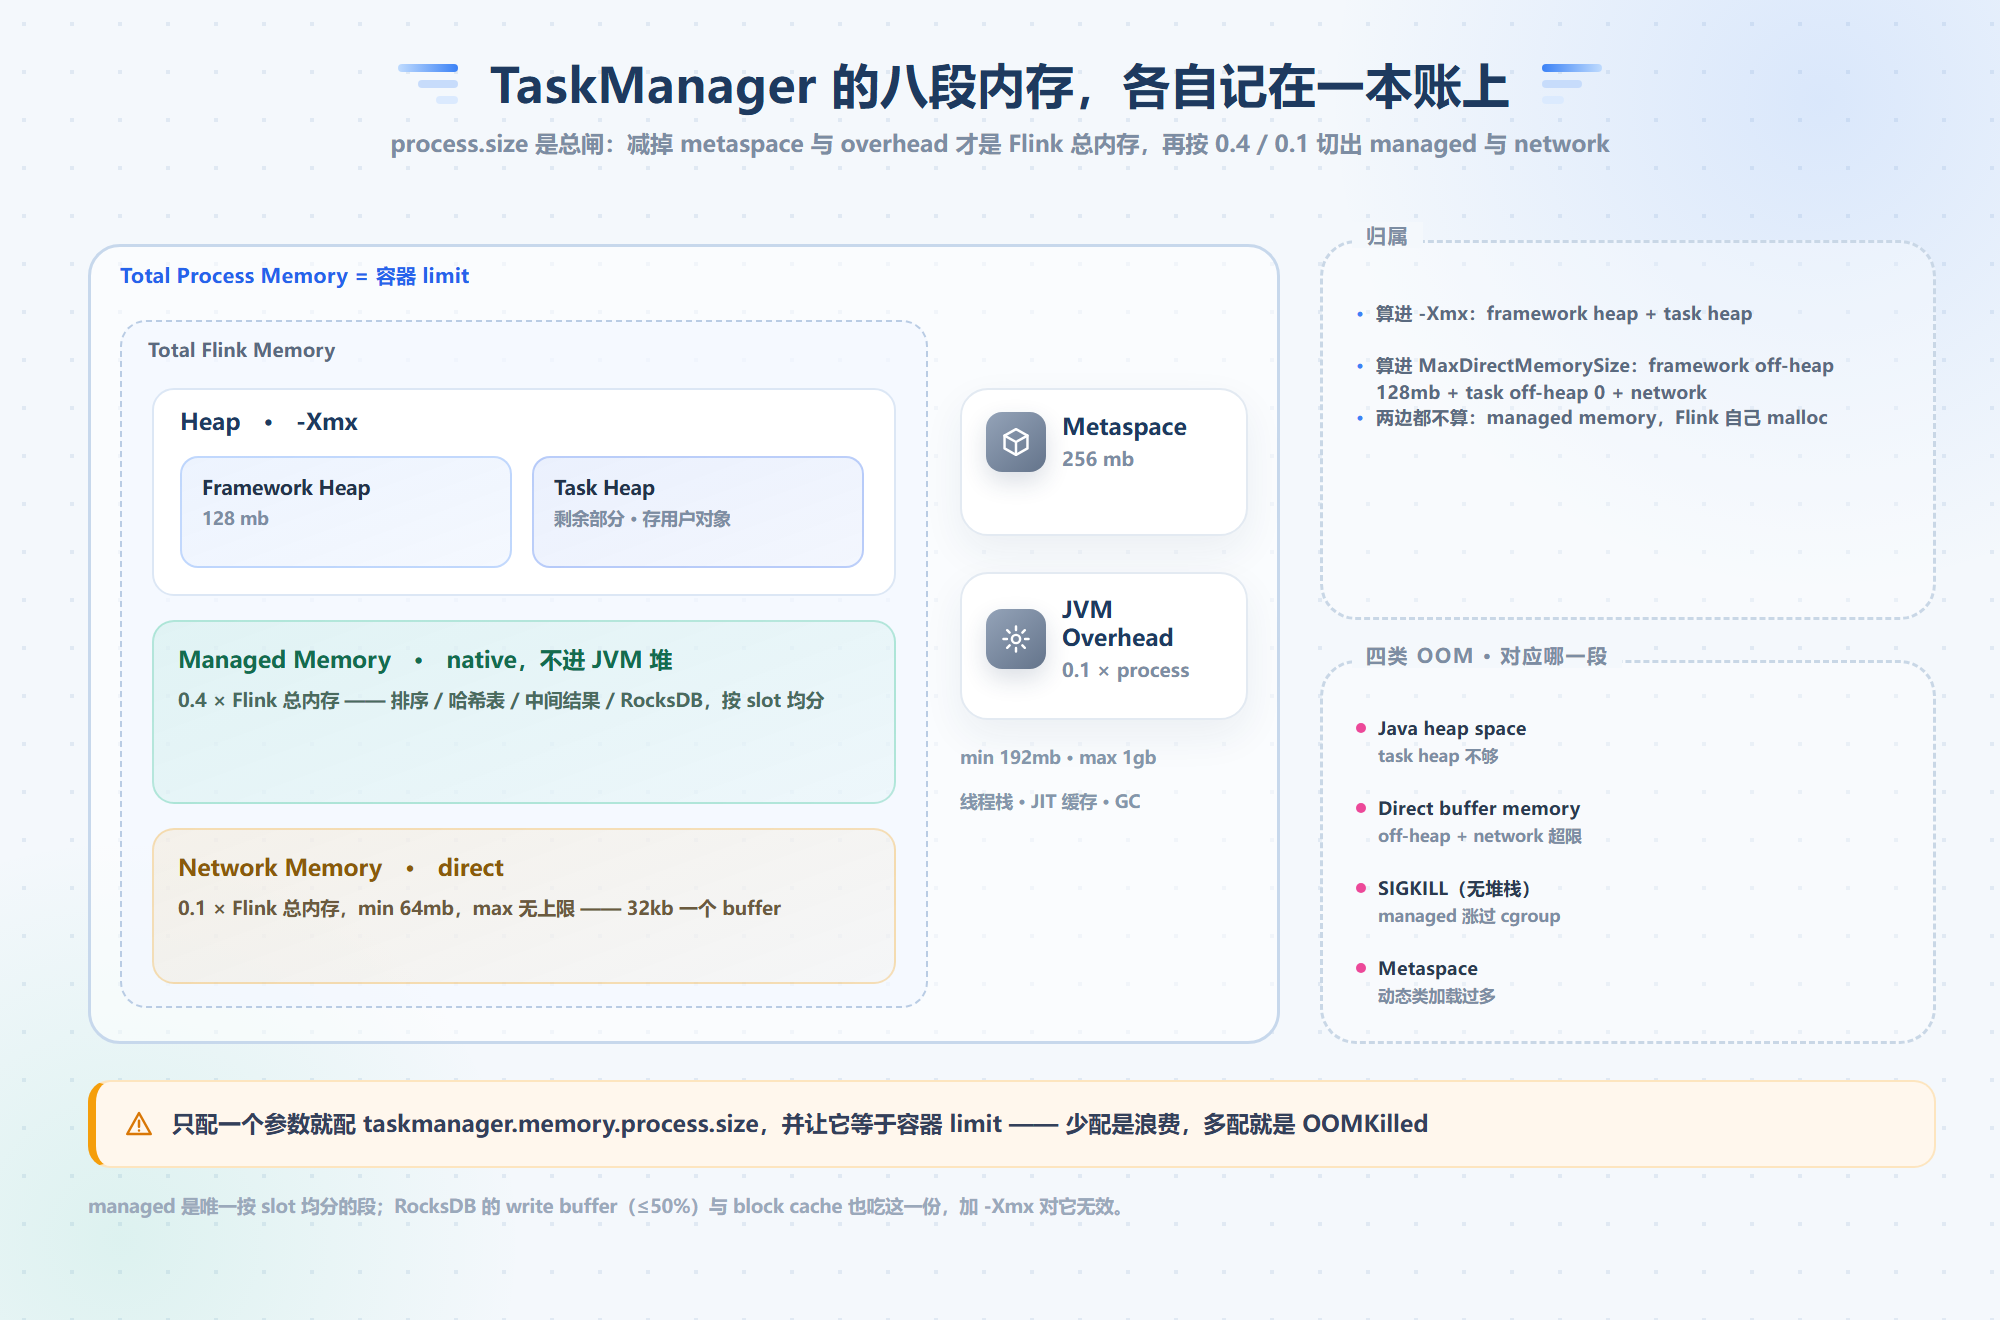 TaskManager 的八段内存，各自记在一本账上
process.size 是总闸：减掉 metaspace 与 overhead 才是 Flink 总内存，再按 0.4 / 0.1 切出 managed 与 network
Total Process Memory = 容器 limit
Total Flink Memory
Heap • -Xmx
Framework Heap
128 mb
Task Heap
剩余部分 • 存用户对象
Managed Memory • native，不进 JVM 堆
0.4 × Flink 总内存 —— 排序 / 哈希表 / 中间结果 / RocksDB，按 slot 均分
Network Memory • direct
0.1 × Flink 总内存，min 64mb，max 无上限 —— 32kb 一个 buffer
Metaspace
256 mb
JVM
Overhead
0.1 × process
min 192mb • max 1gb
线程栈 • JIT 缓存 • GC
归属
• 算进 -Xmx：framework heap + task heap
• 算进 MaxDirectMemorySize：framework off-heap
128mb + task off-heap 0 + network
• 两边都不算：managed memory，Flink 自己 malloc
四类 OOM • 对应哪一段
Java heap space
task heap 不够
Direct buffer memory
off-heap + network 超限
SIGKILL（无堆栈）
managed 涨过 cgroup
Metaspace
动态类加载过多
只配一个参数就配 taskmanager.memory.process.size，并让它等于容器 limit —— 少配是浪费，多配就是 OOMKilled
managed 是唯一按 slot 均分的段；RocksDB 的 write buffer（≤50%）与 block cache 也吃这一份，加 -Xmx 对它无效。